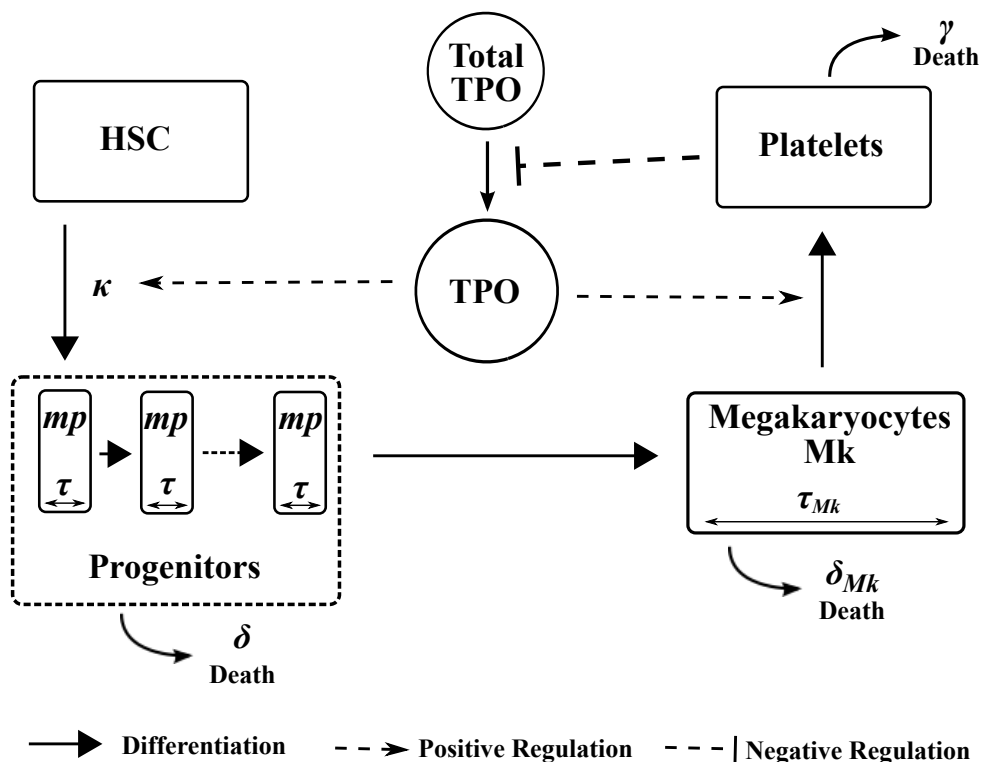 Total
TPO
γ
Death
HSC
Platelets
κ
TPO
mp
mp
mp
τ
τ
τ
Progenitors
Megakaryocytes
Mk
τMk
δ
Death
δMk
Death
Differentiation
Positive Regulation
Negative Regulation